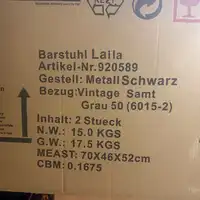 Barstuhl Laila
Artikel-Nr.920589
Gestell: Metall Schwarz
Bezug:Vintage Samt
Grau 50 (6015-2)
Inhalt: 2 Stueck
N.W.: 15.0 KGS
G.W.: 17.5 KGS
MEAST: 70X46X52cm
CBM: 0.1675